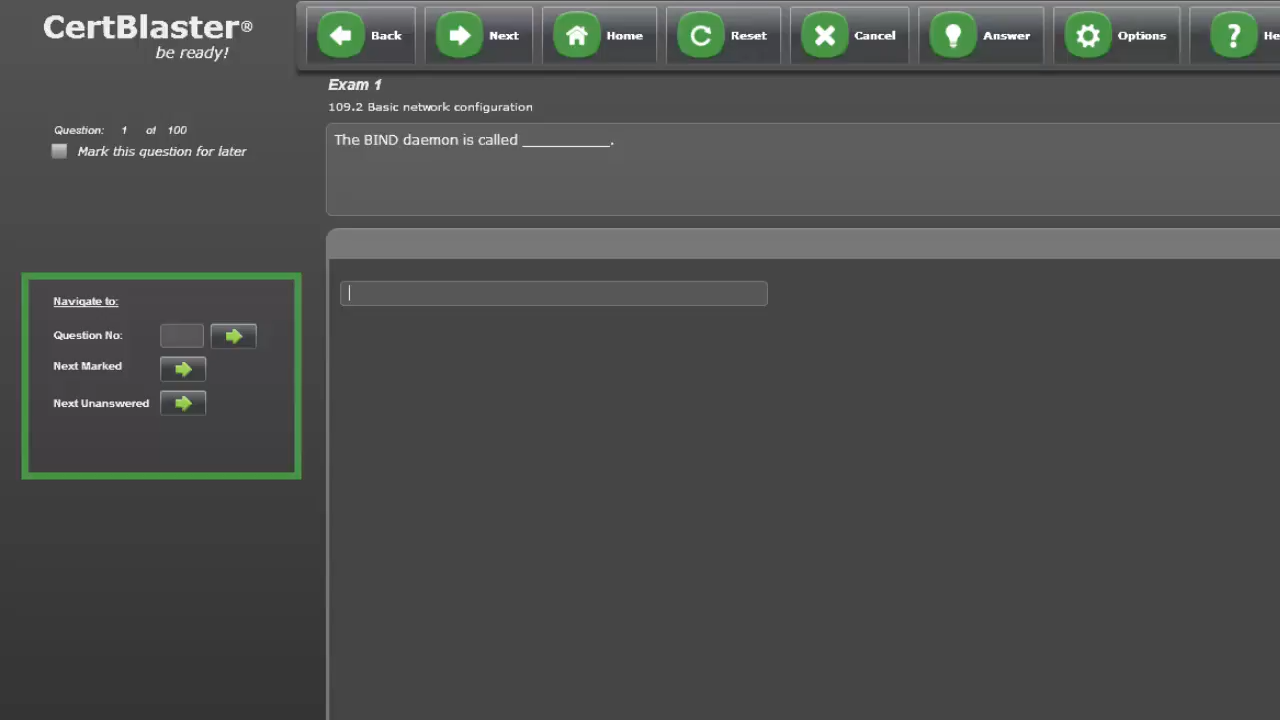 CertBlaster®
be ready!
Back
Next
Home
Reset
Cancel
Answer
Options
?
He
Exam 1
109.2 Basic network configuration
Question: 1 of 100
Mark this question for later
The BIND daemon is called ___________.
Navigate to:
Question No:
Next Marked
Next Unanswered